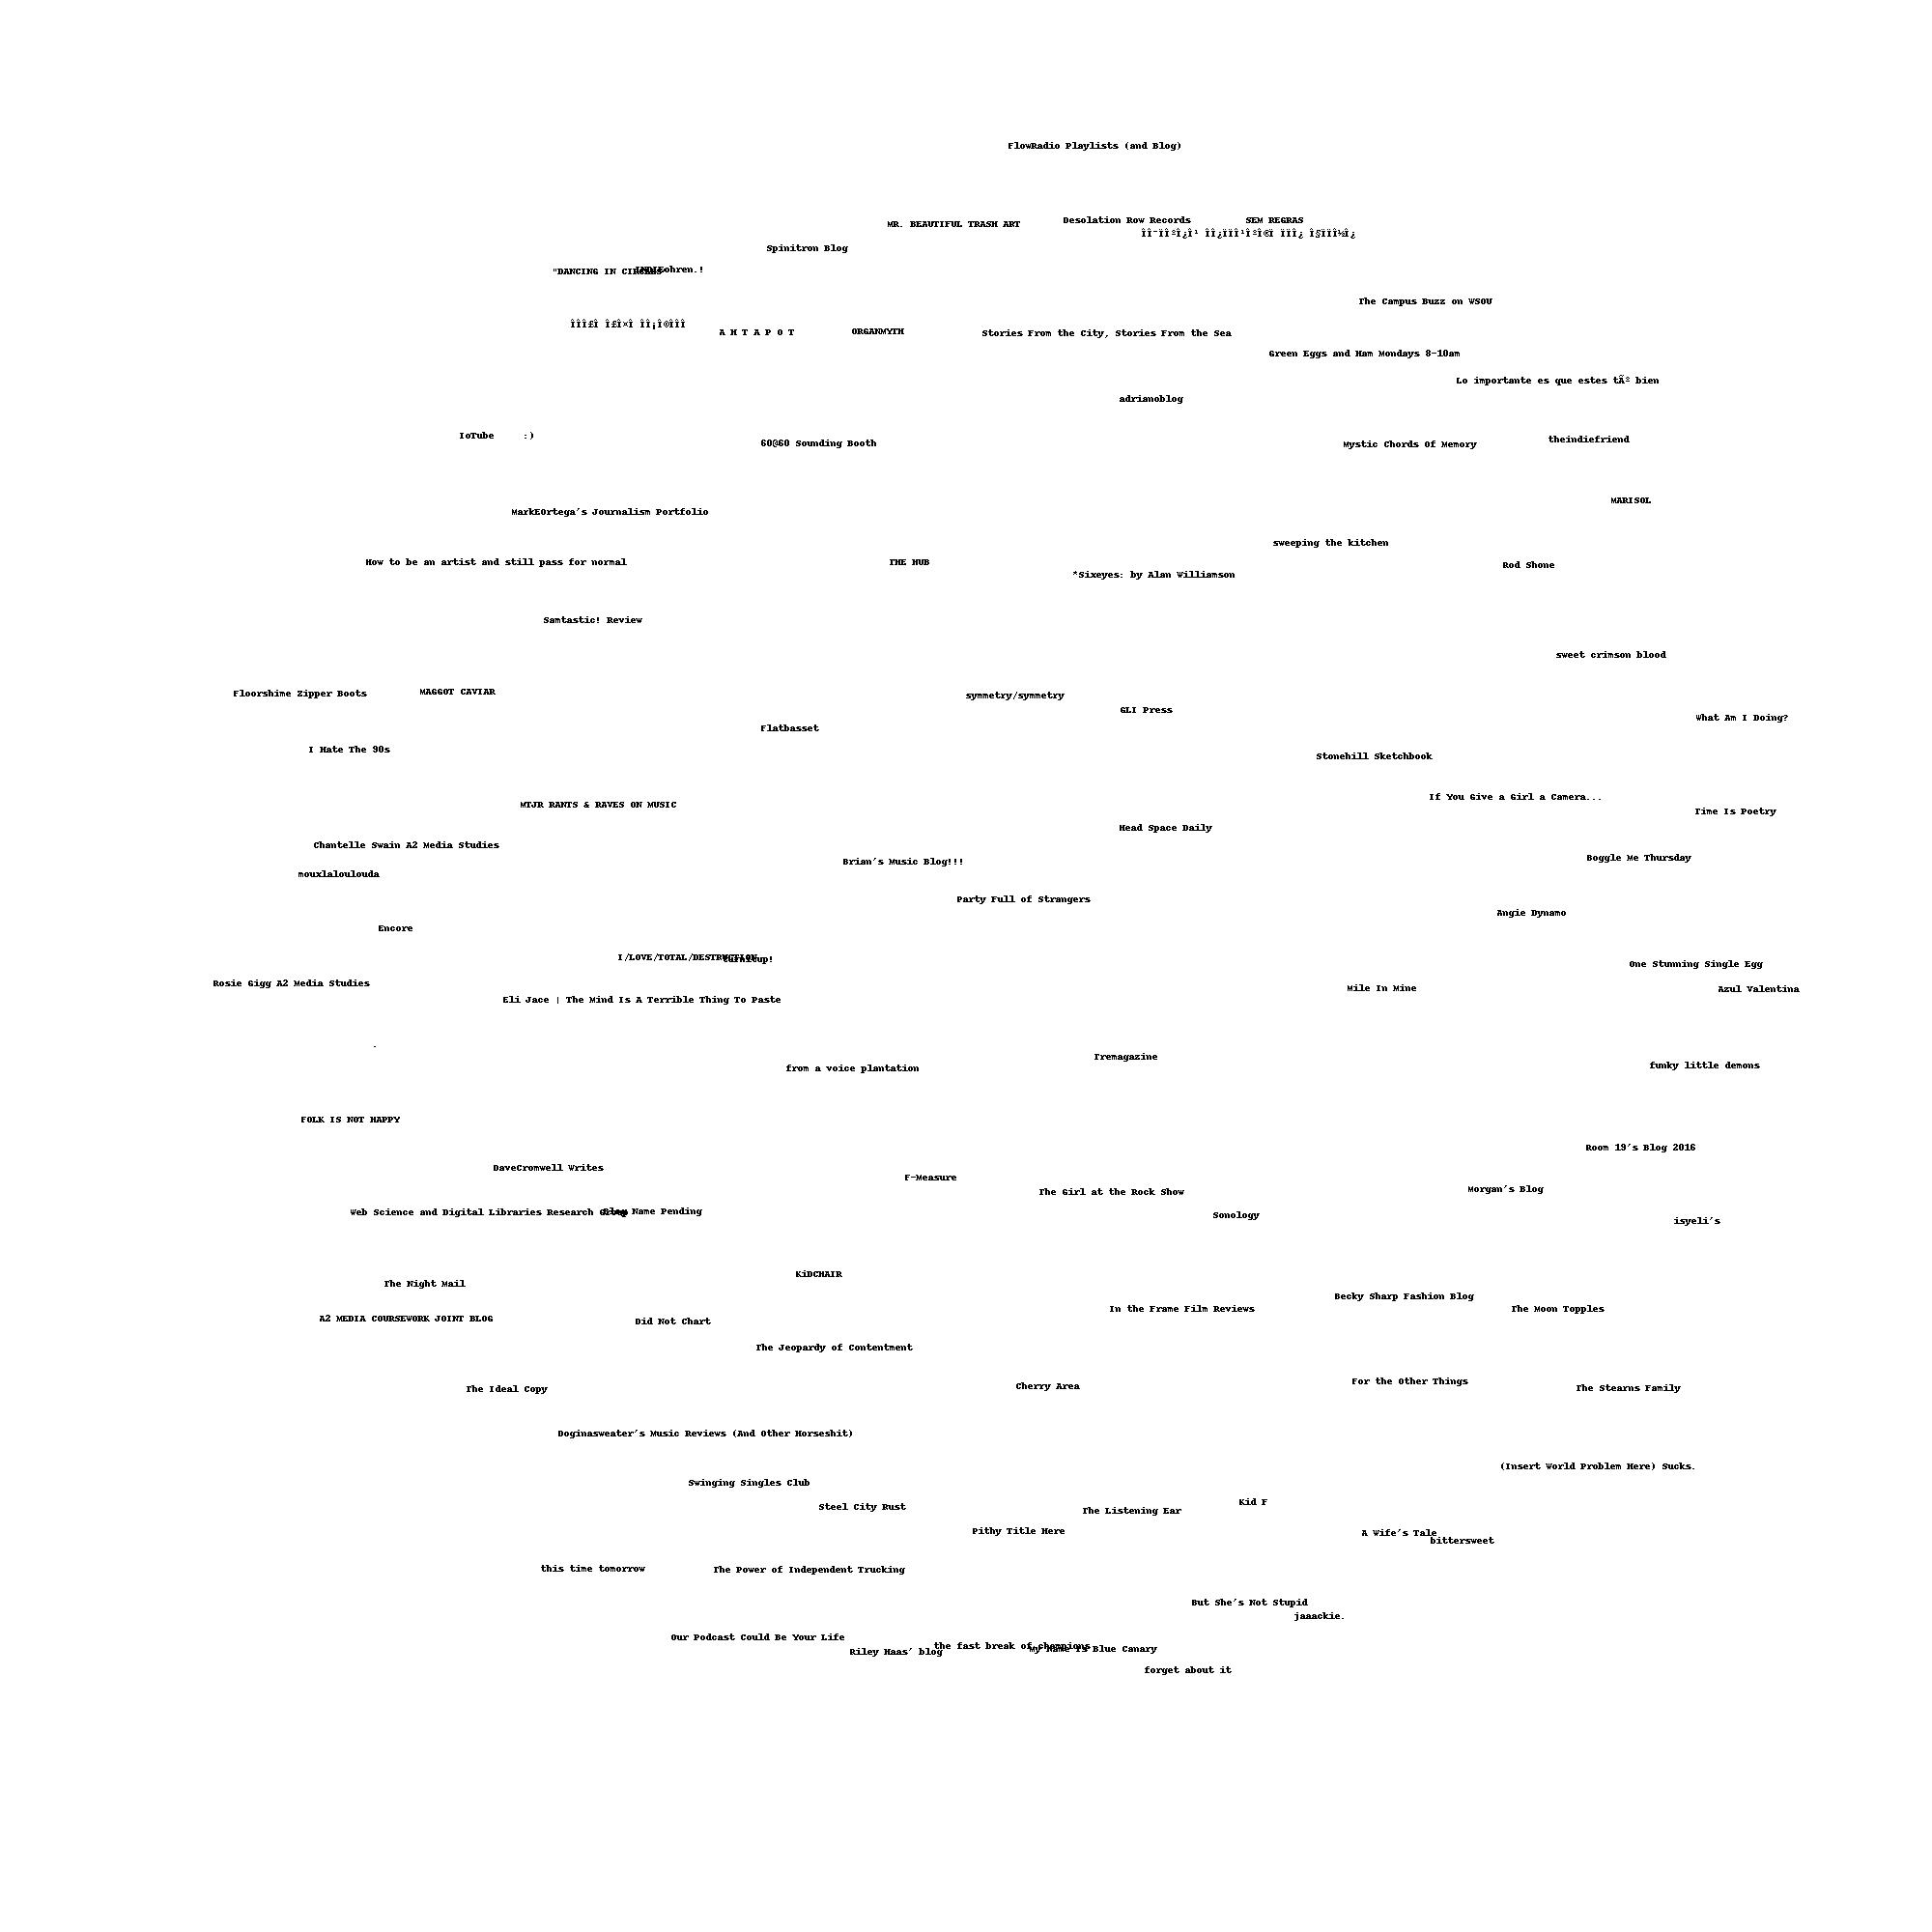 FlowRadio Playlists (and Blog)
Desolation Row Records
SEM REGRAS
MR. BEAUTIFUL TRASH ART
Spinitron Blog
"DANCING IN CIRCLES"
INDIEohren.!
The Campus Buzz on WSOU
A H T A P O T
ORGANMYTH
Stories From the City, Stories From the Sea
Green Eggs and Ham Mondays 8-10am
Lo importante es que estes tÃº bien
adrianoblog
IoTube    :)
60@60 Sounding Booth
Mystic Chords Of Memory
theindiefriend
MARISOL
MarkEOrtega's Journalism Portfolio
sweeping the kitchen
How to be an artist and still pass for normal
THE HUB
Rod Shone
*Sixeyes: by Alan Williamson
Samtastic! Review
sweet crimson blood
Floorshime Zipper Boots
MAGGOT CAVIAR
symmetry/symmetry
GLI Press
What Am I Doing?
Flatbasset
I Hate The 90s
Stonehill Sketchbook
If You Give a Girl a Camera...
MTJR RANTS & RAVES ON MUSIC
Time Is Poetry
Head Space Daily
Chantelle Swain A2 Media Studies
Brian's Music Blog!!!
Boggle Me Thursday
mouxlaloulouda
Party Full of Strangers
Angie Dynamo
Encore
I/LOVE/TOTAL/DESTRUCTION
turnitup!
One Stunning Single Egg
Rosie Gigg A2 Media Studies
Mile In Mine
Azul Valentina
Eli Jace | The Mind Is A Terrible Thing To Paste
.
Tremagazine
from a voice plantation
funky little demons
FOLK IS NOT HAPPY
Room 19's Blog 2016
DaveCromwell Writes
F-Measure
The Girl at the Rock Show
Morgan's Blog
Web Science and Digital Libraries Research Group
Name Pending
Sonology
isyeli's
KiDCHAIR
The Night Mail
Becky Sharp Fashion Blog
In the Frame Film Reviews
The Moon Topples
A2 MEDIA COURSEWORK JOINT BLOG
Did Not Chart
The Jeopardy of Contentment
For the Other Things
Cherry Area
The Stearns Family
The Ideal Copy
Doginasweater's Music Reviews (And Other Horseshit)
(Insert World Problem Here) Sucks.
Swinging Singles Club
Kid F
Steel City Rust
The Listening Ear
Pithy Title Here
A Wife's Tale
bittersweet
this time tomorrow
The Power of Independent Trucking
But She's Not Stupid
jaaackie.
Our Podcast Could Be Your Life
the fast break of champions
My Name Is Blue Canary
Riley Haas' blog
forget about it